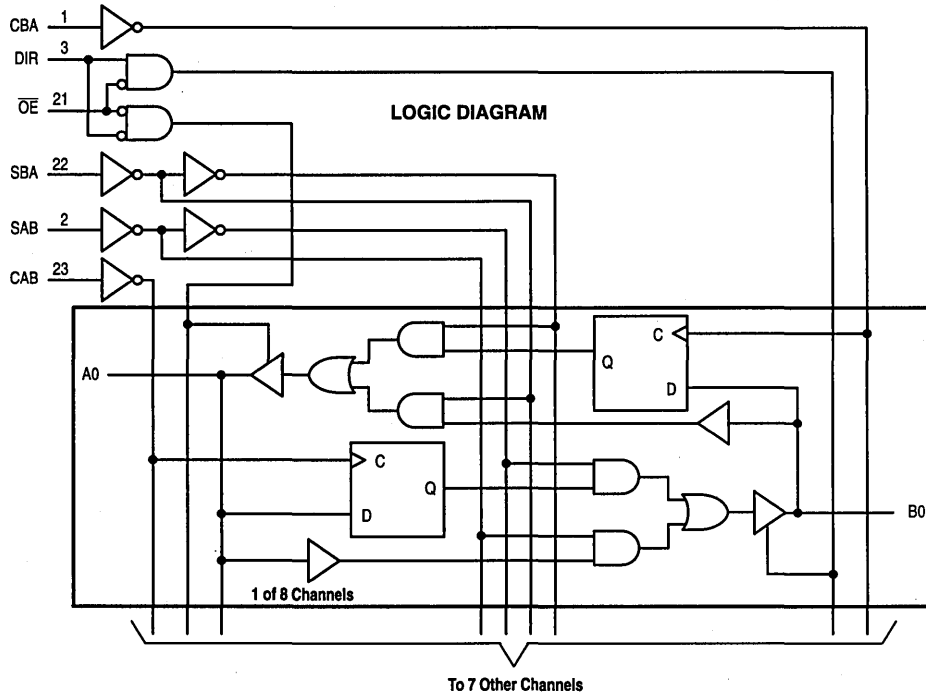 CBA 1
DIR 3
OE 21
LOGIC DIAGRAM
SBA 22
SAB 2
CAB 23
C
Q
A0
D
C
Q
D
B0
1 of 8 Channels
To 7 Other Channels